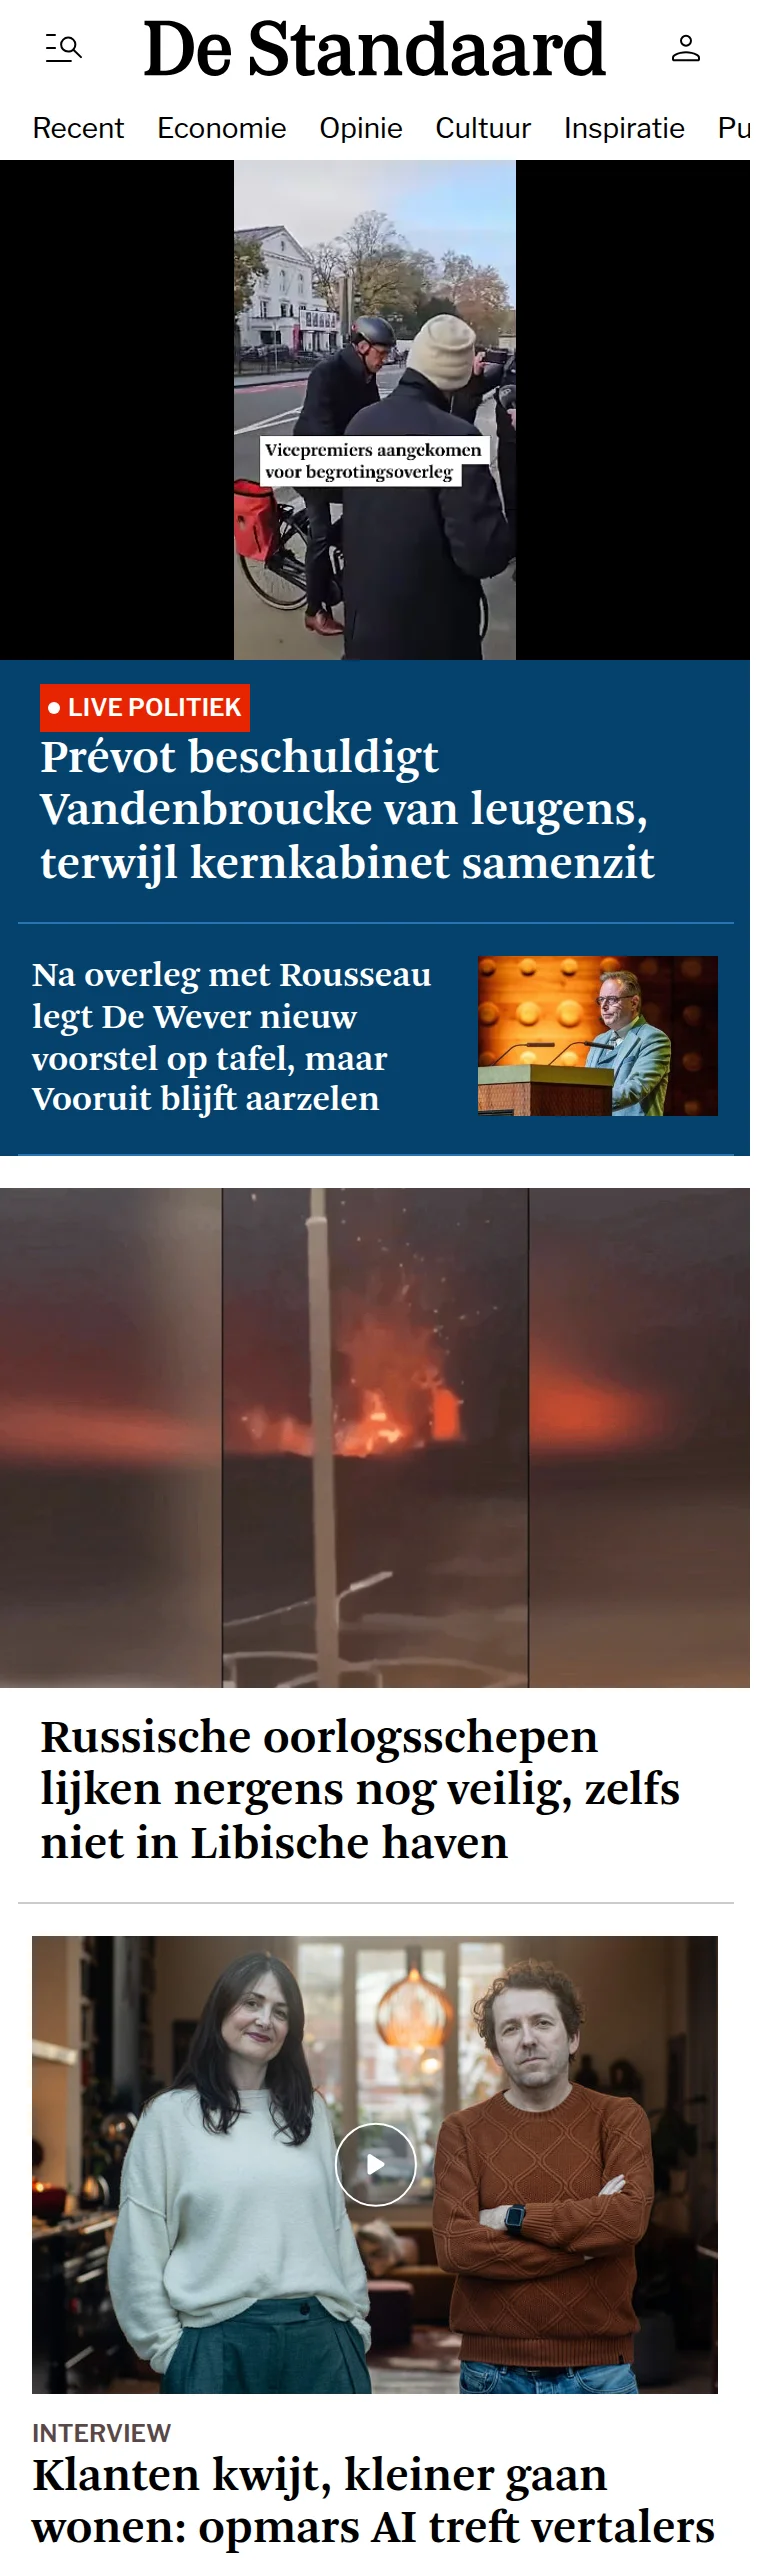 De Standaard
Recent Economie Opinie Cultuur Inspiratie Pu
Vicepremiers aangekomen
voor begrotingsoverleg
LIVE POLITIEK
Prévot beschuldigt
Vandenbroucke van leugens,
terwijl kernkabinet samenzit
Na overleg met Rousseau
legt De Wever nieuw
voorstel op tafel, maar
Vooruit blijft aarzelen
Russische oorlogsschepen
lijken nergens nog veilig, zelfs
niet in Libische haven
INTERVIEW
Klanten kwijt, kleiner gaan
wonen: opmars AI treft vertalers